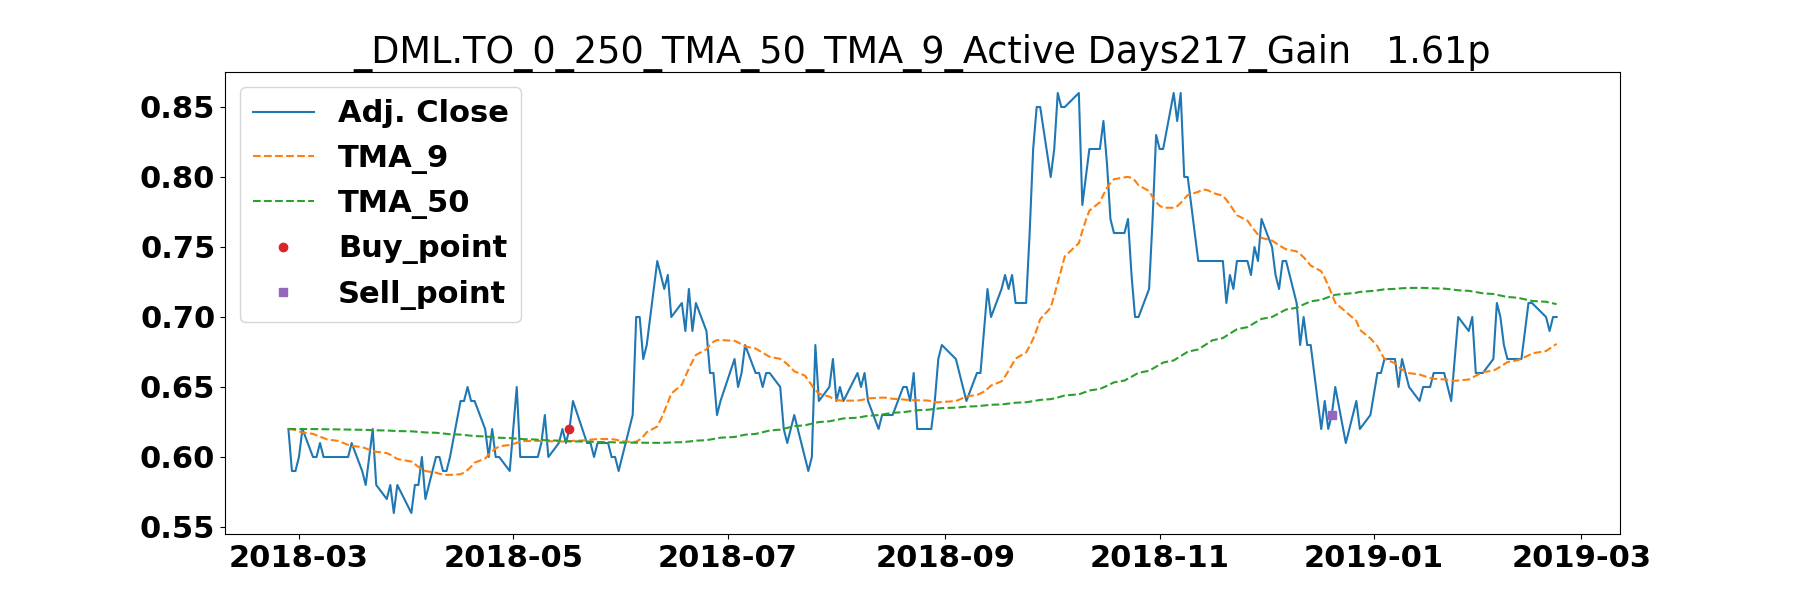 _DML.TO_0_250_TMA_50_TMA_9_Active Days217_Gain   1.61p
0.85
0.80
0.75
0.70
0.65
0.60
0.55
Adj. Close
TMA_9
TMA_50
Buy_point
Sell_point
2018-03 2018-05 2018-07 2018-09 2018-11 2019-01 2019-03